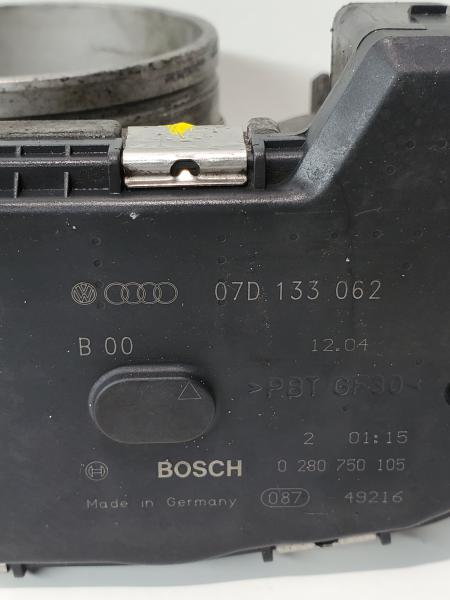 07D 133 062
B 00 12.04
>PBT GF30<
2 01:15
BOSCH 0 280 750 105
Made in Germany 087 49216